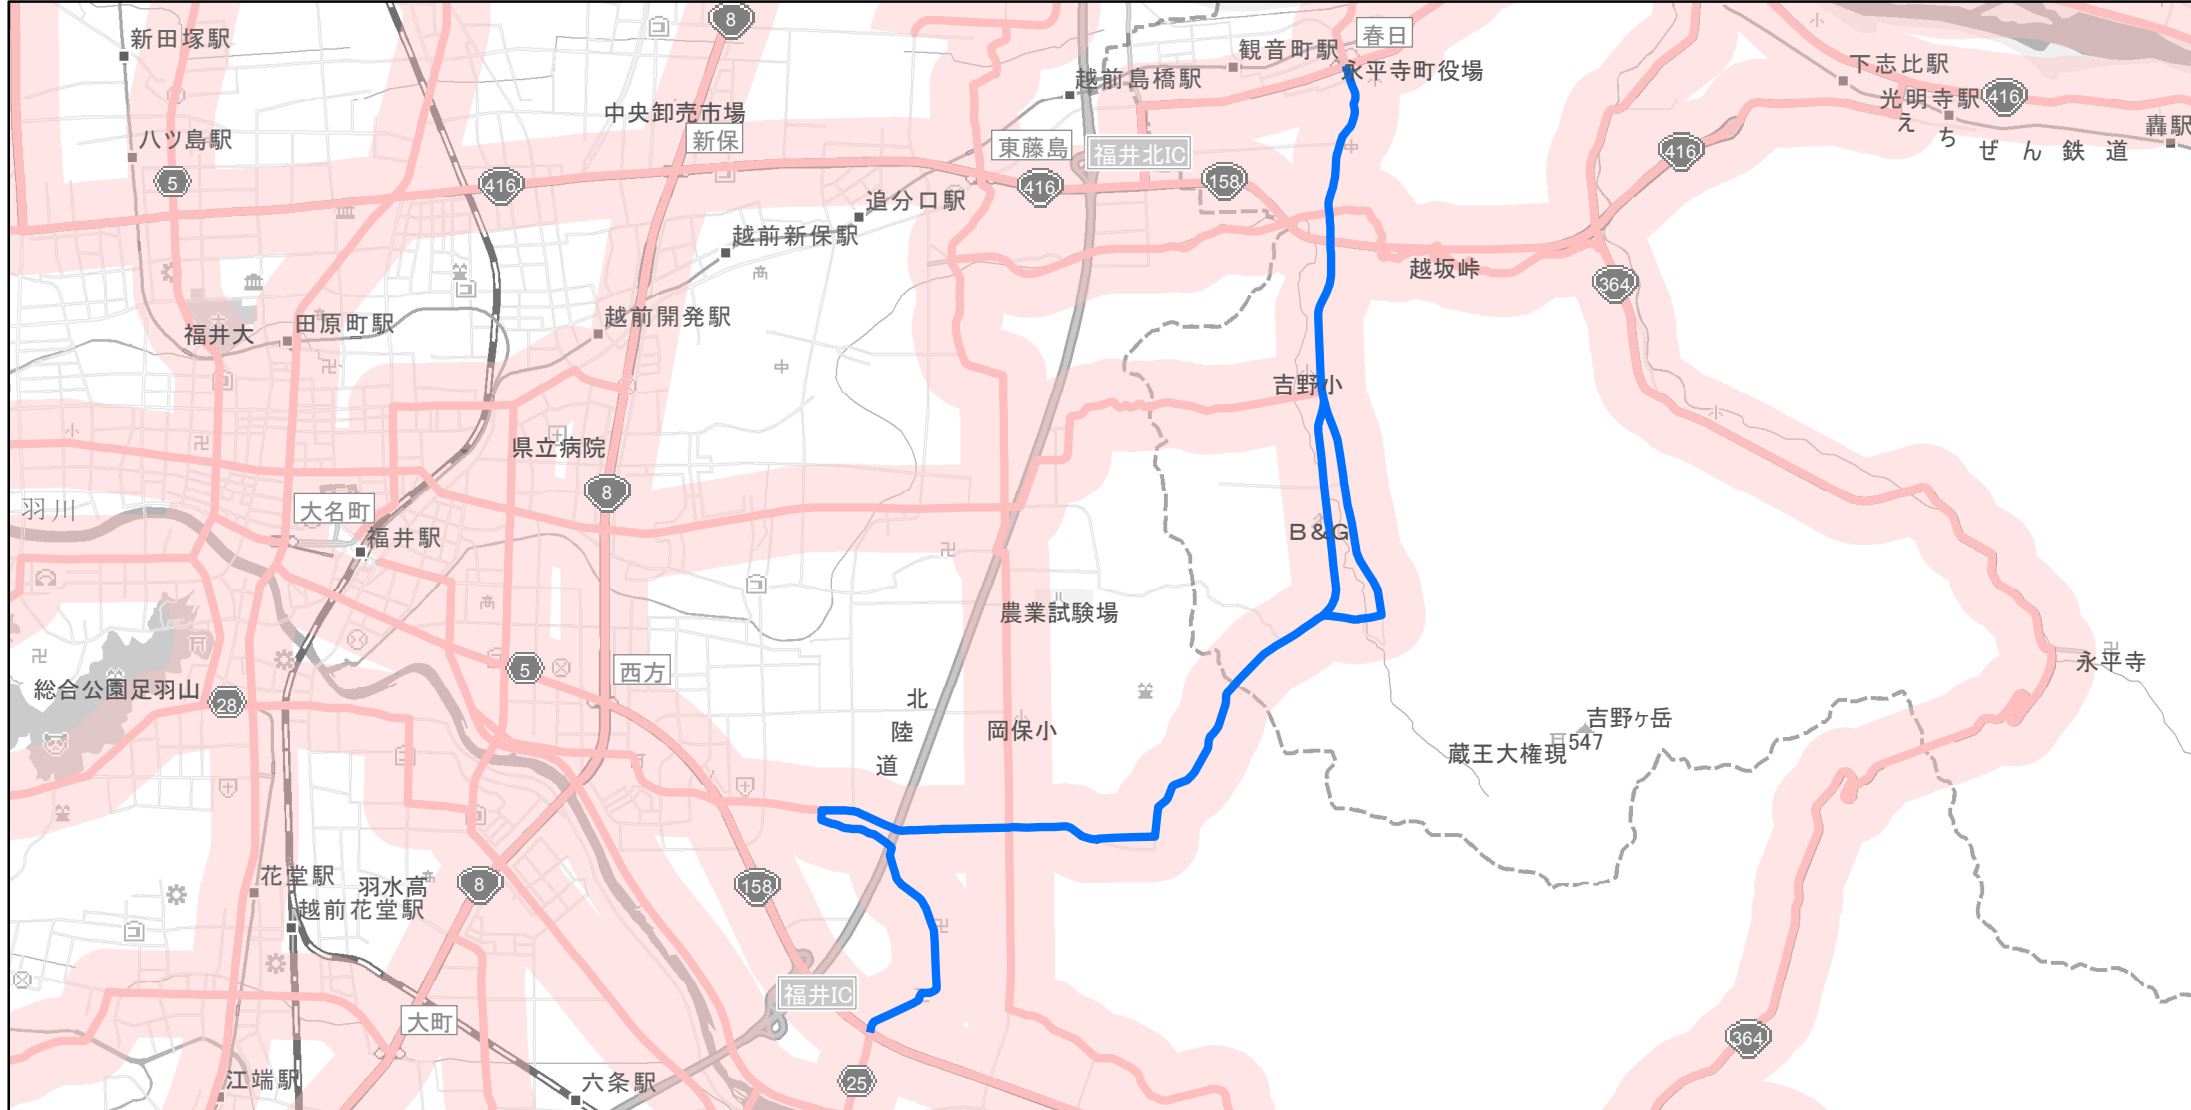 8
春日
新田塚駅
観音町駅
永平寺町役場
越前島橋駅
下志比駅
光明寺駅
416
中央卸売市場
新保
八ツ島駅
東藤島
福井北IC
416
轟駅
えちぜん鉄道
5
416
416
158
追分口駅
越前新保駅
越坂峠
364
福井大
田原町駅
越前開発駅
吉野小
県立病院
8
羽川
大名町
福井駅
B&G
農業試験場
5
西方
永平寺
総合公園足羽山
28
北陸道
岡保小
吉野ヶ岳
547
蔵王大権現
花堂駅
羽水高
越前花堂駅
8
158
福井IC
大町
364
江端駅
六条駅
25